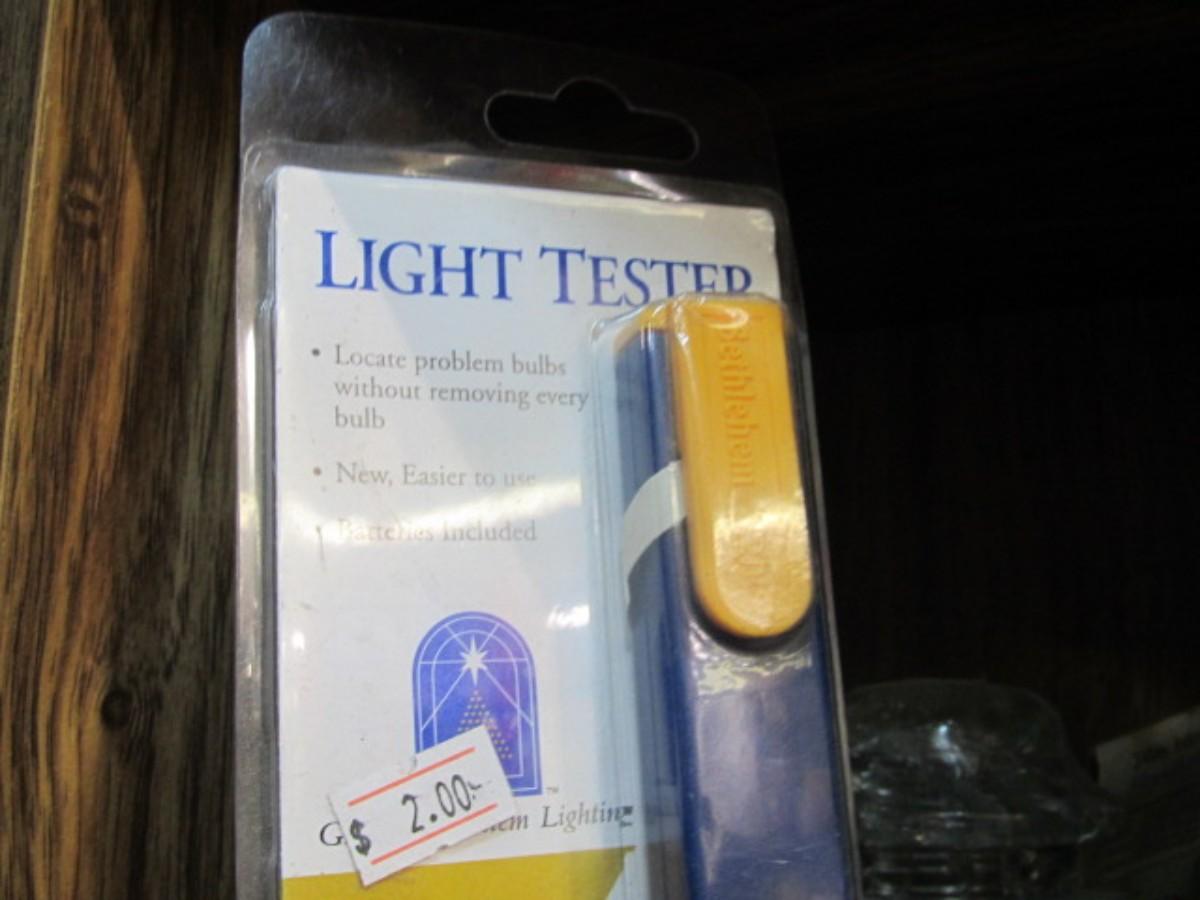 LIGHT TESTER
• Locate problem bulbs
without removing every
bulb
• New, Easier to use
• Batteries Included
Bethlehem
™
$ 2.00.-
Lighting